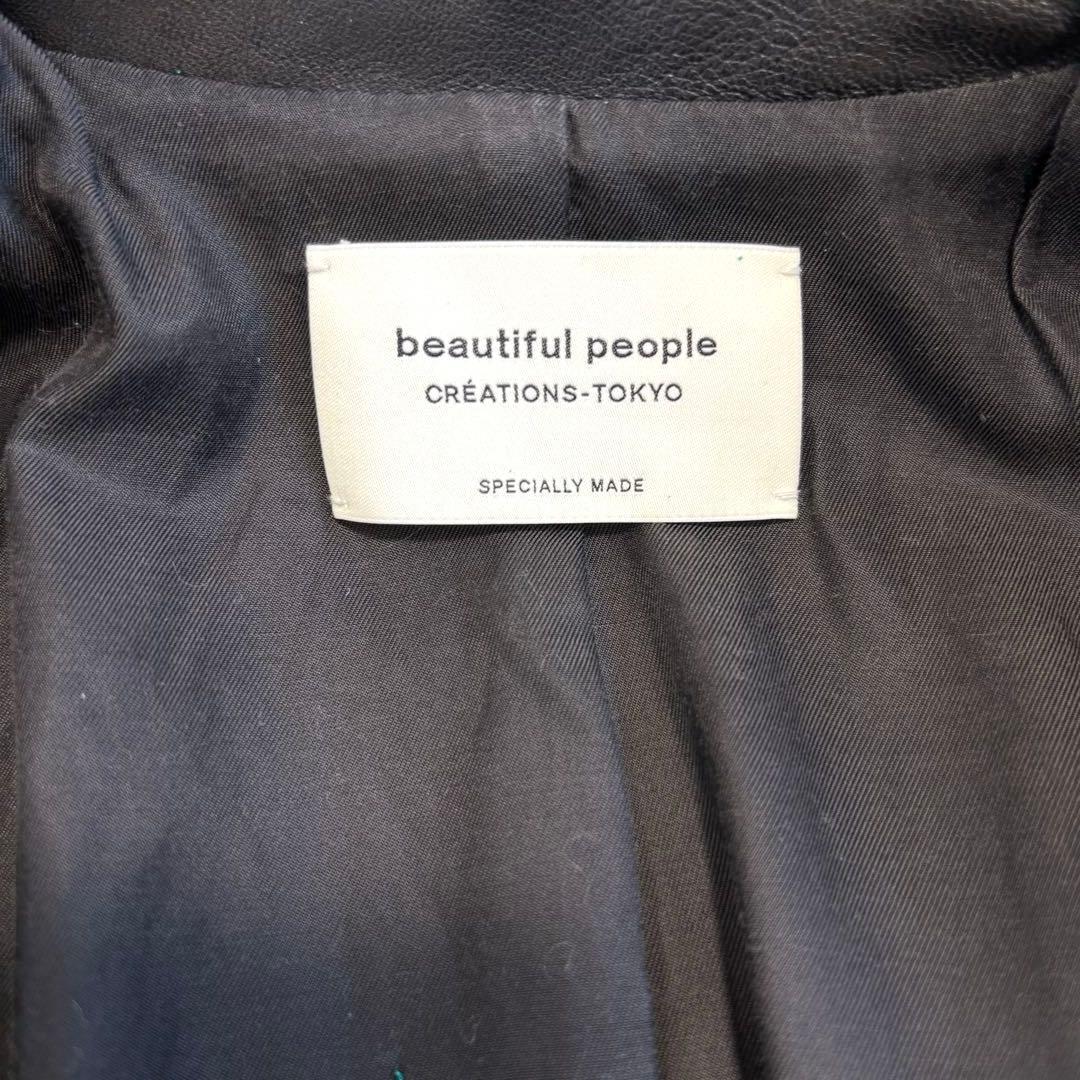 beautiful people
CRÉATIONS-TOKYO
SPECIALLY MADE